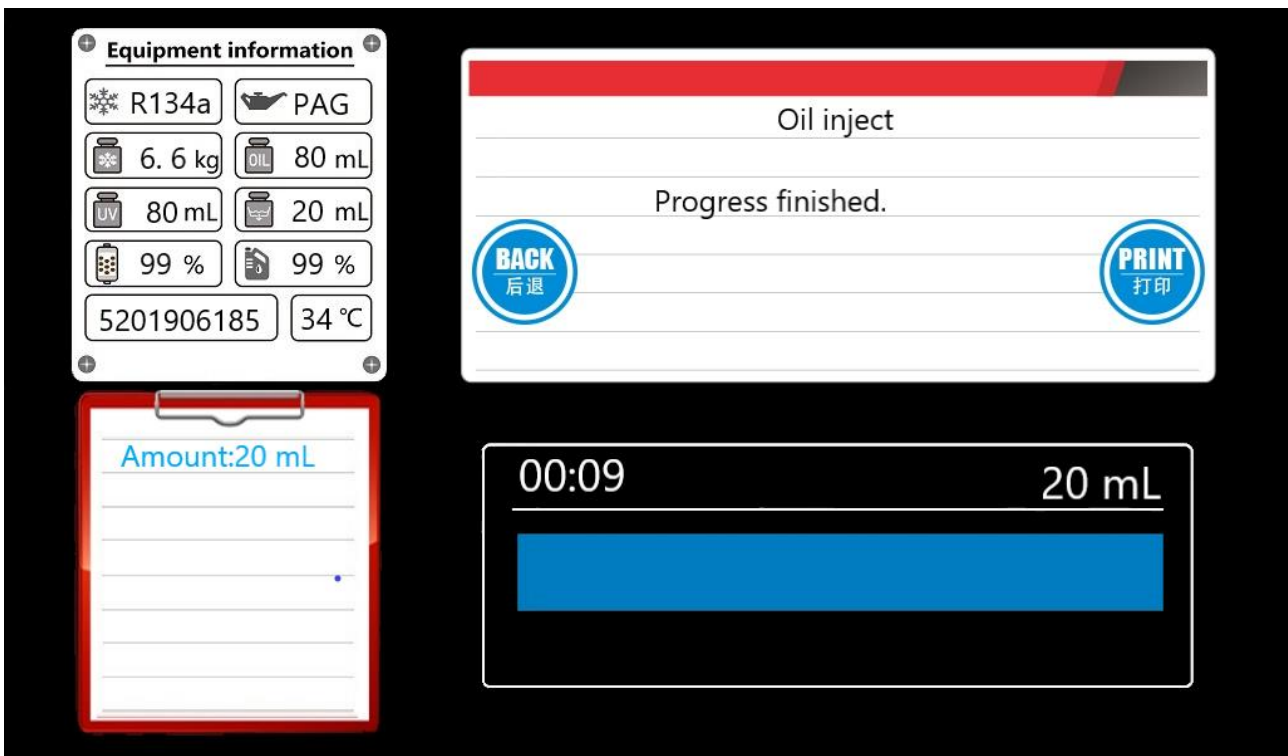 Equipment information
R134a
PAG
6. 6 kg
OIL
80 mL
UV
80 mL
20 mL
99 %
99 %
5201906185
34 ℃
Oil inject
Progress finished.
BACK
后退
PRINT
打印
Amount:20 mL
00:09
20 mL